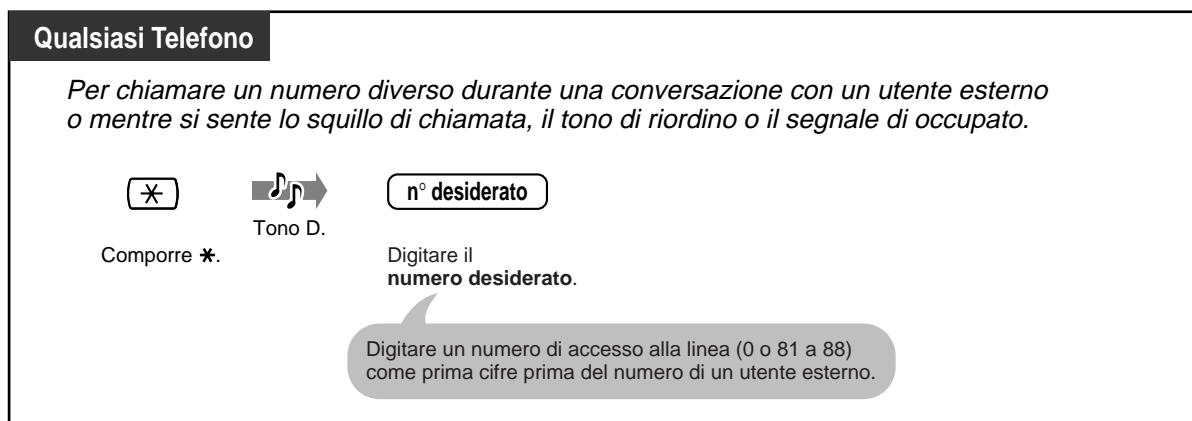 Qualsiasi Telefono
Per chiamare un numero diverso durante una conversazione con un utente esterno
o mentre si sente lo squillo di chiamata, il tono di riordino o il segnale di occupato.
n° desiderato
Tono D.
Comporre *.
Digitare il
numero desiderato.
Digitare un numero di accesso alla linea (0 o 81 a 88)
come prima cifre prima del numero di un utente esterno.